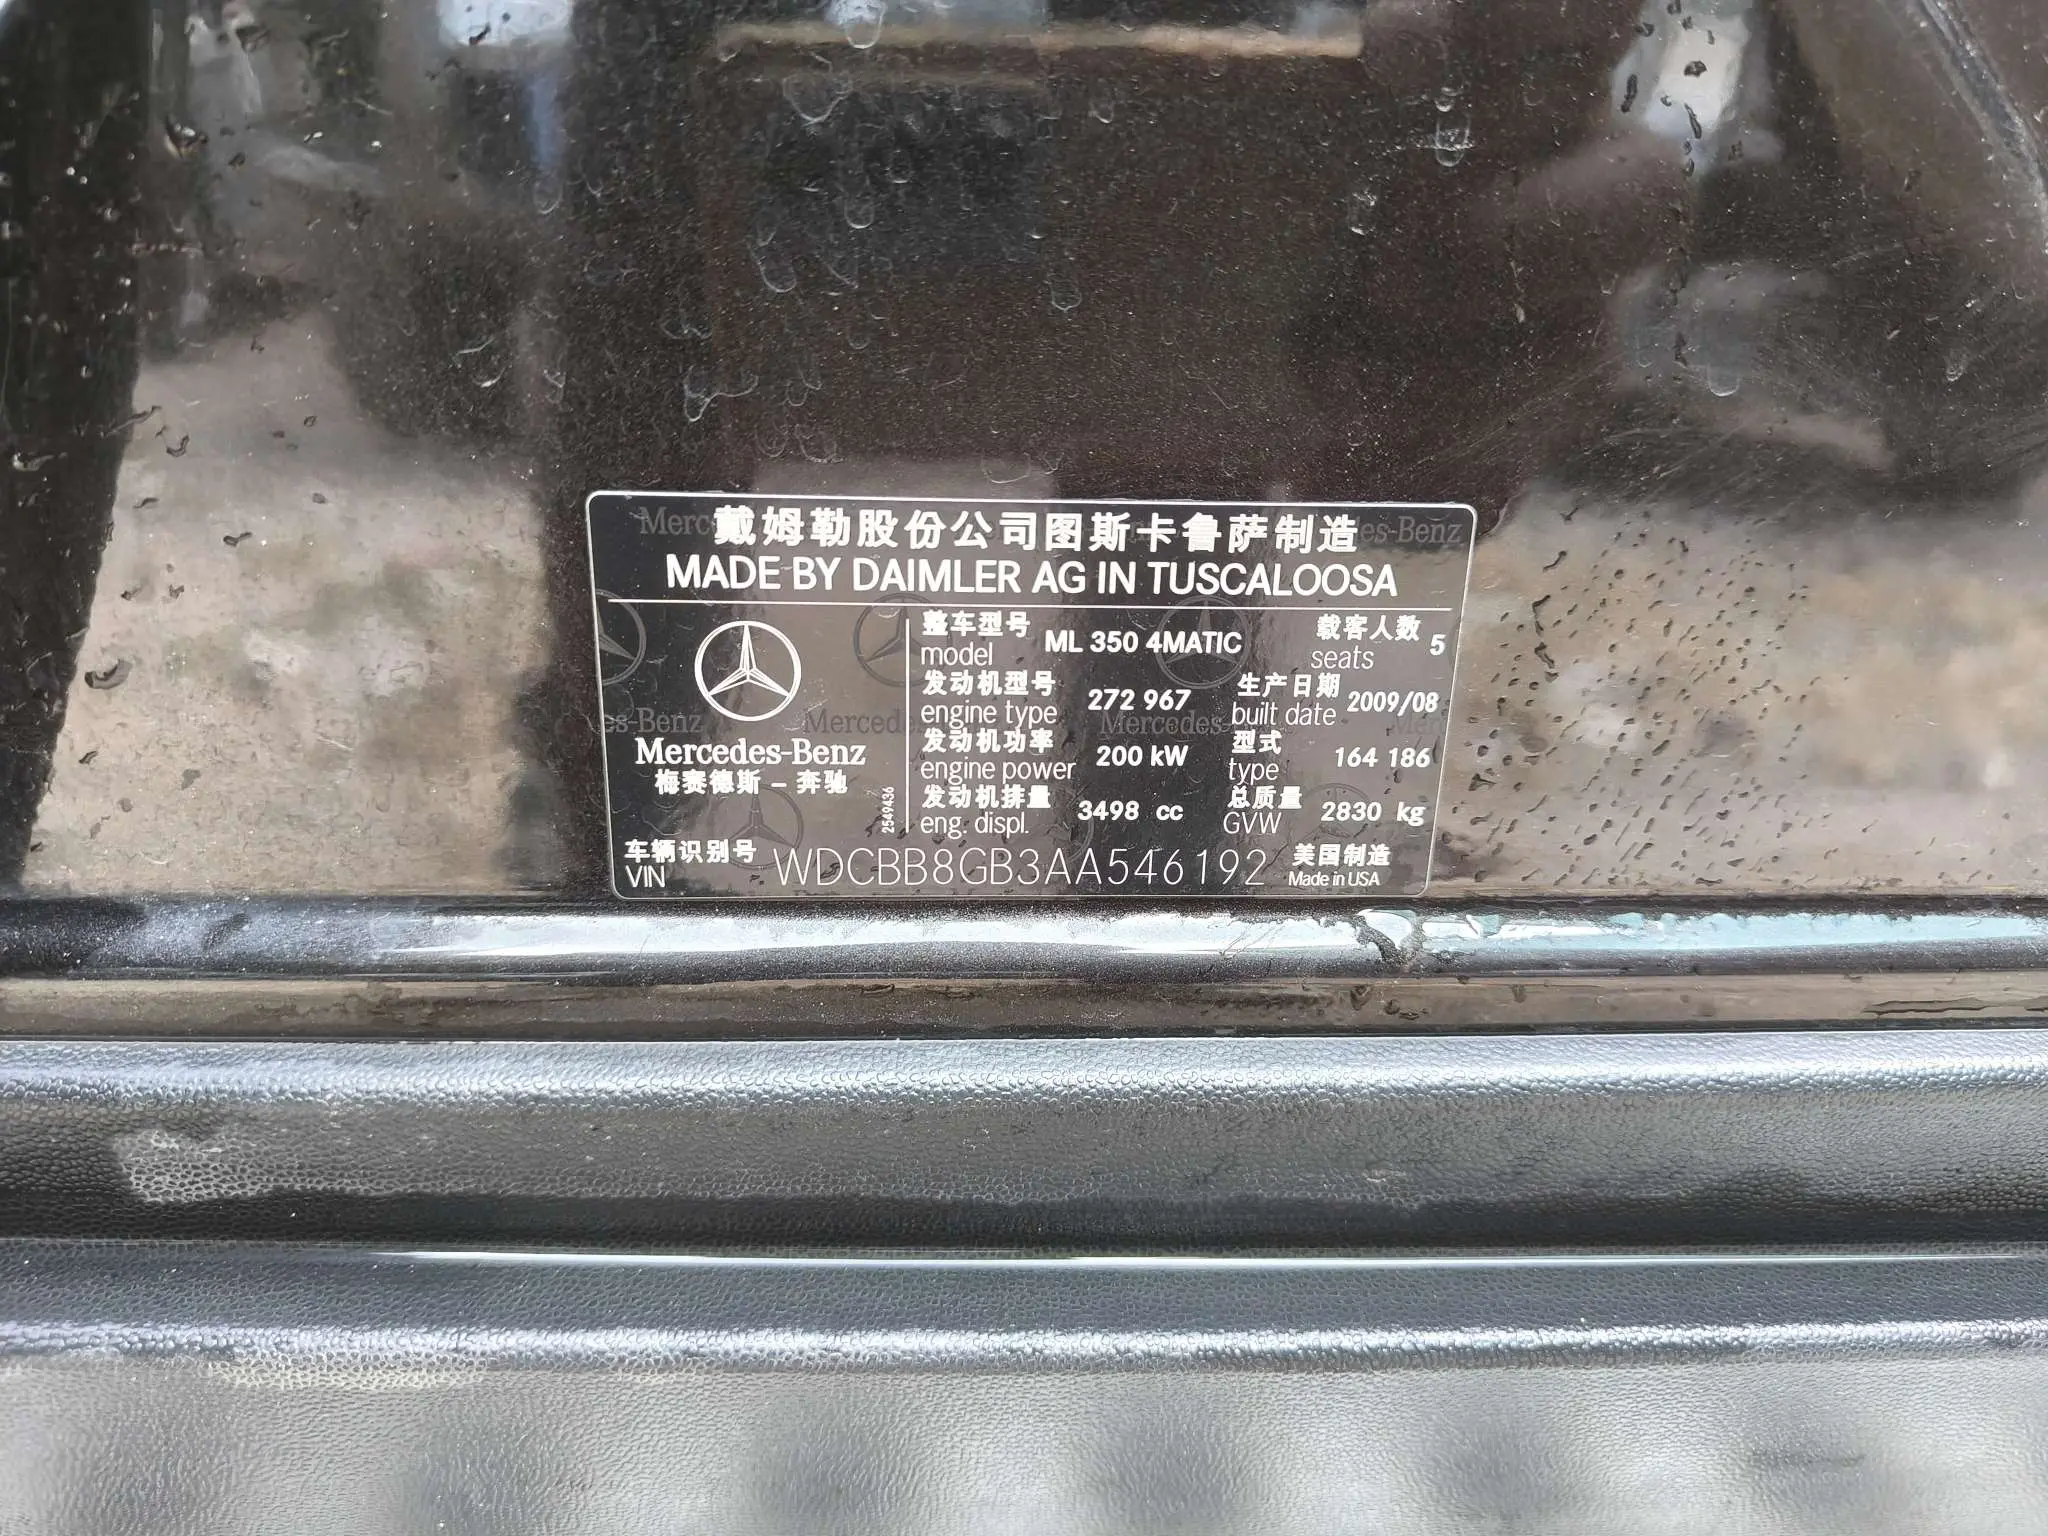 戴姆勒股份公司图斯卡鲁萨制造
MADE BY DAIMLER AG IN TUSCALOOSA
整车型号 model ML 350 4MATIC 载客人数 seats 5
发动机型号 engine type 272 967 生产日期 built date 2009/08
发动机功率 engine power 200 kW 型式 type 164 186
发动机排量 eng. displ. 3498 cc 总质量 GVW 2830 kg
Mercedes-Benz
梅赛德斯－奔驰
2549436
车辆识别号 VIN WDCBB8GB3AA546192 美国制造 Made in USA